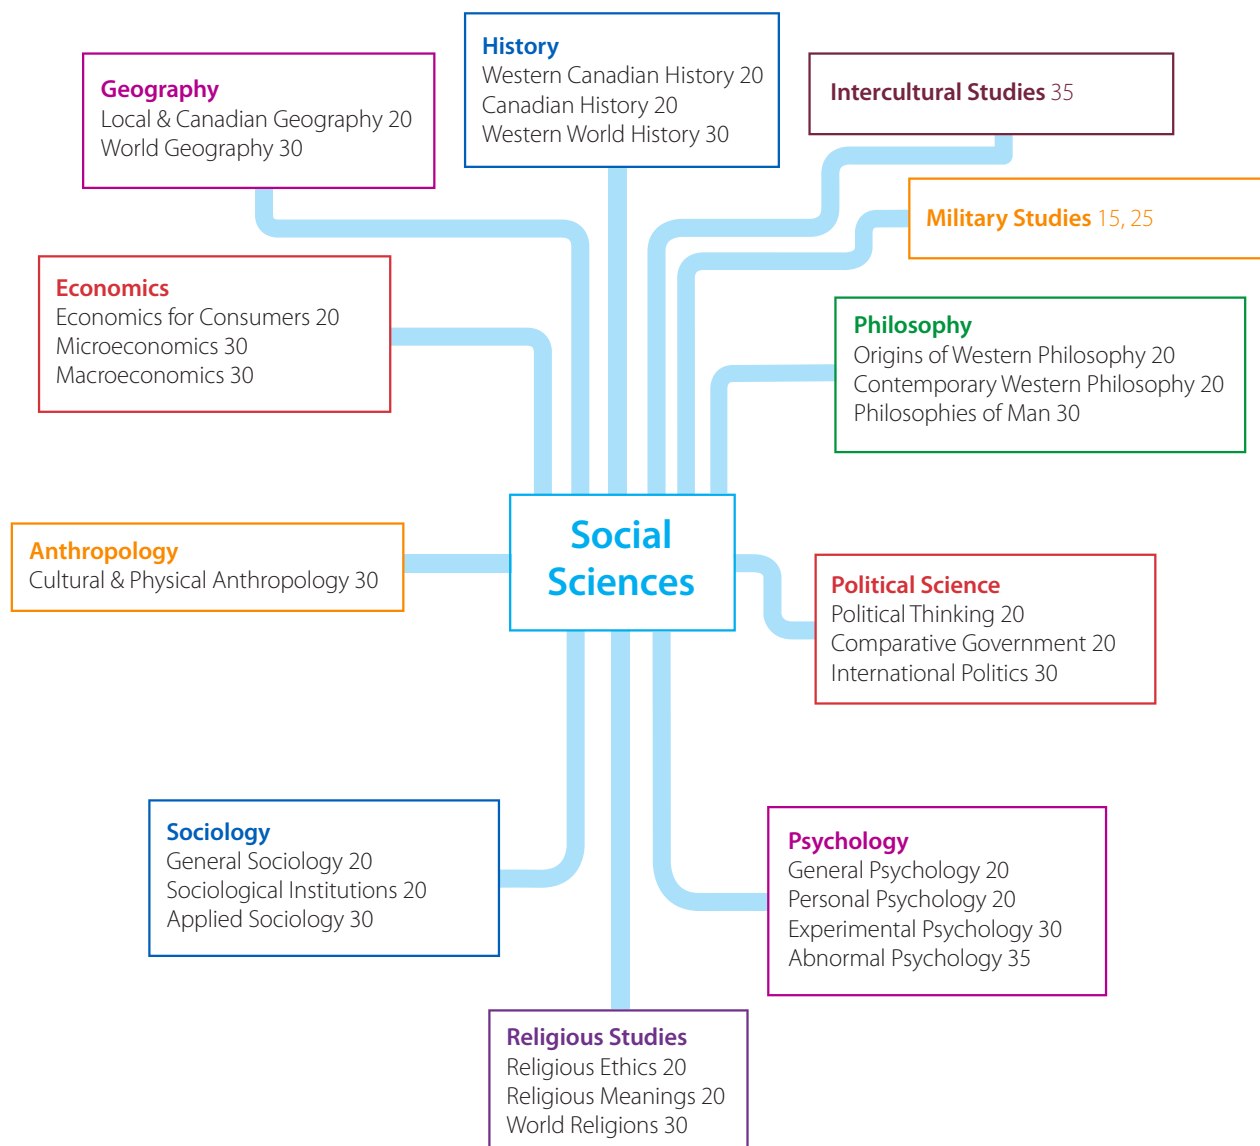 History
Western Canadian History 20
Canadian History 20
Western World History 30
Geography
Local & Canadian Geography 20
World Geography 30
Intercultural Studies 35
Military Studies 15, 25
Economics
Economics for Consumers 20
Microeconomics 30
Macroeconomics 30
Philosophy
Origins of Western Philosophy 20
Contemporary Western Philosophy 20
Philosophies of Man 30
Social
Sciences
Anthropology
Cultural & Physical Anthropology 30
Political Science
Political Thinking 20
Comparative Government 20
International Politics 30
Sociology
General Sociology 20
Sociological Institutions 20
Applied Sociology 30
Psychology
General Psychology 20
Personal Psychology 20
Experimental Psychology 30
Abnormal Psychology 35
Religious Studies
Religious Ethics 20
Religious Meanings 20
World Religions 30